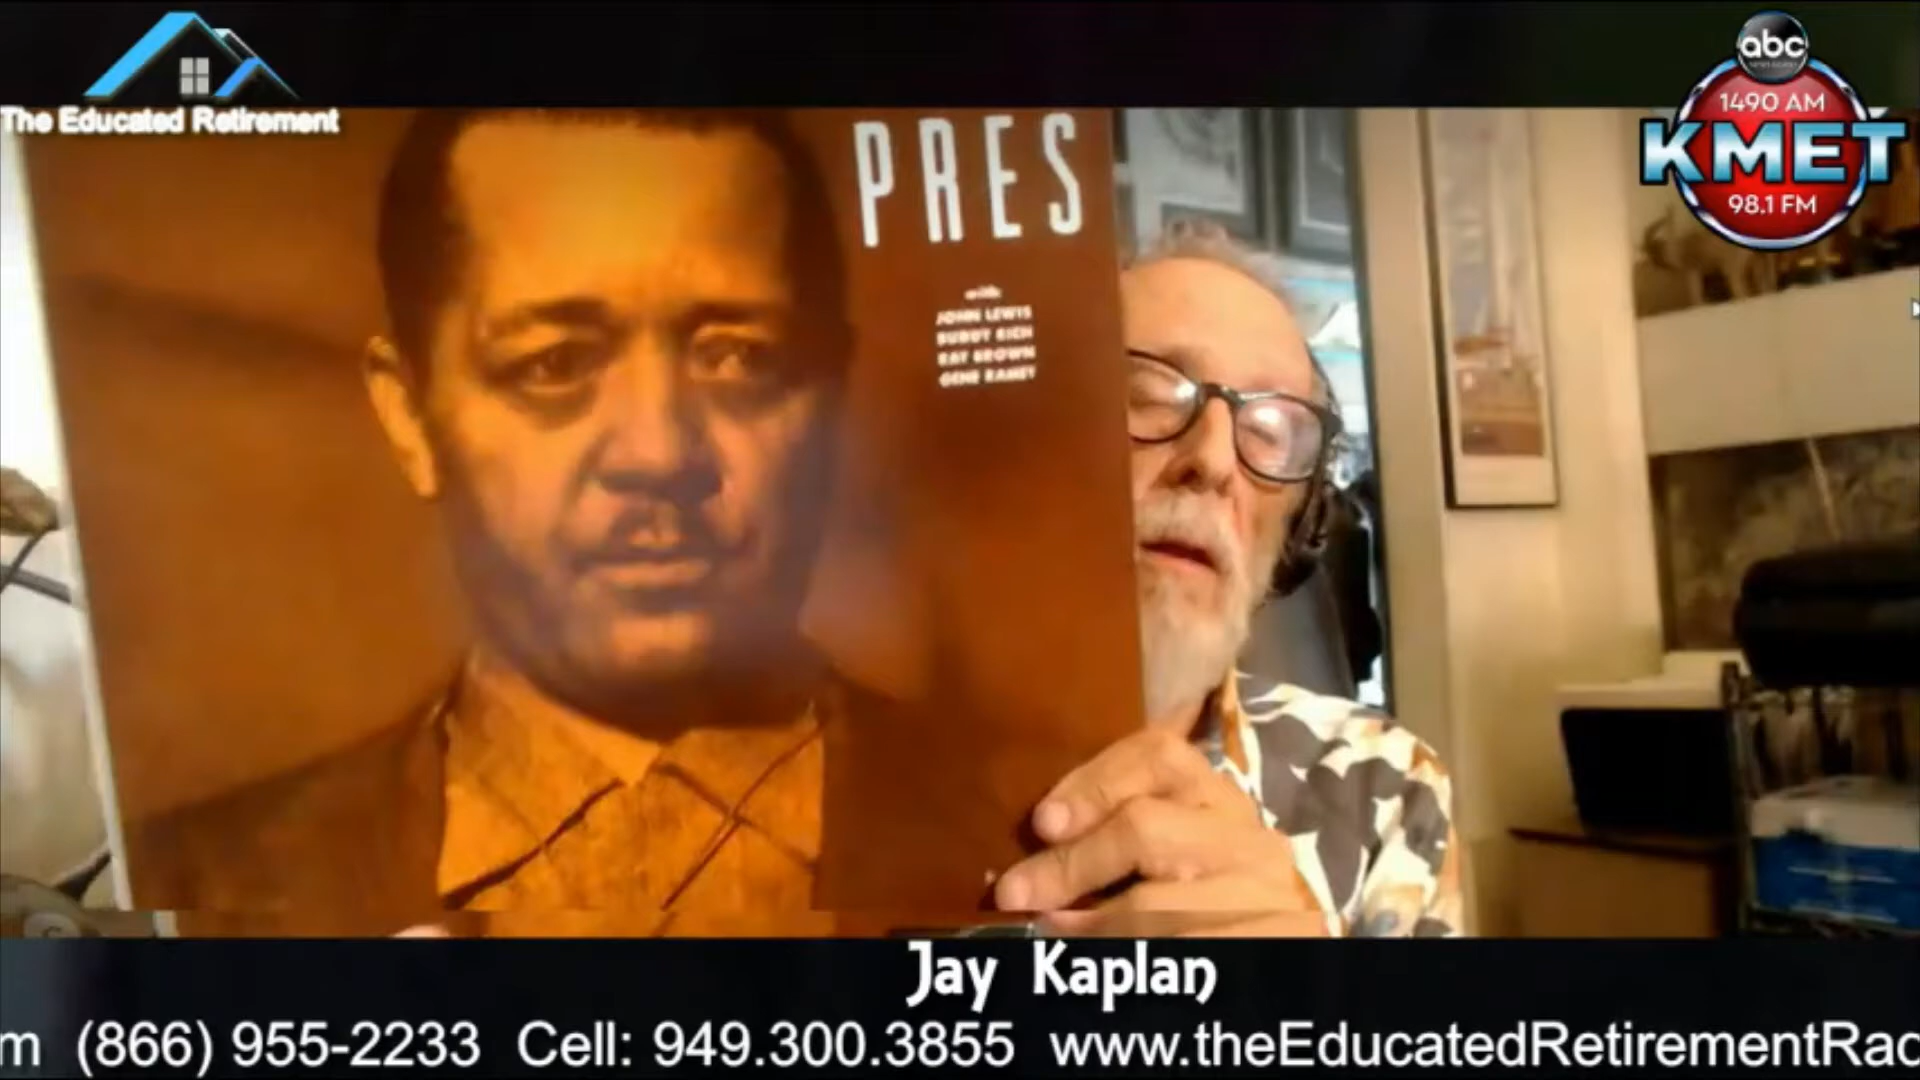 The Educated Retirement
abc
1490 AM
KMET
98.1 FM
PRES
with
JOHN LEWIS
BUDDY RICH
RAY BROWN
GENE RAMEY
Jay Kaplan
m (866) 955-2233 Cell: 949.300.3855 www.theEducatedRetirementRad